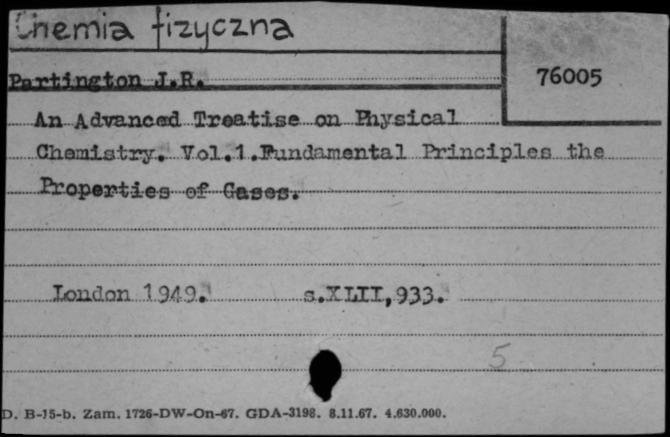 Chemia fizyczna
Partington J.R.
76005
An Advanced Treatise on Physical
Chemistry. Vol.1.Fundamental Principles the
Properties of Gases.
London 1949. s.XLII,933.
5
D. B-15-b. Zam. 1726-DW-On-67. GDA-3198. 8.11.67. 4.630.000.